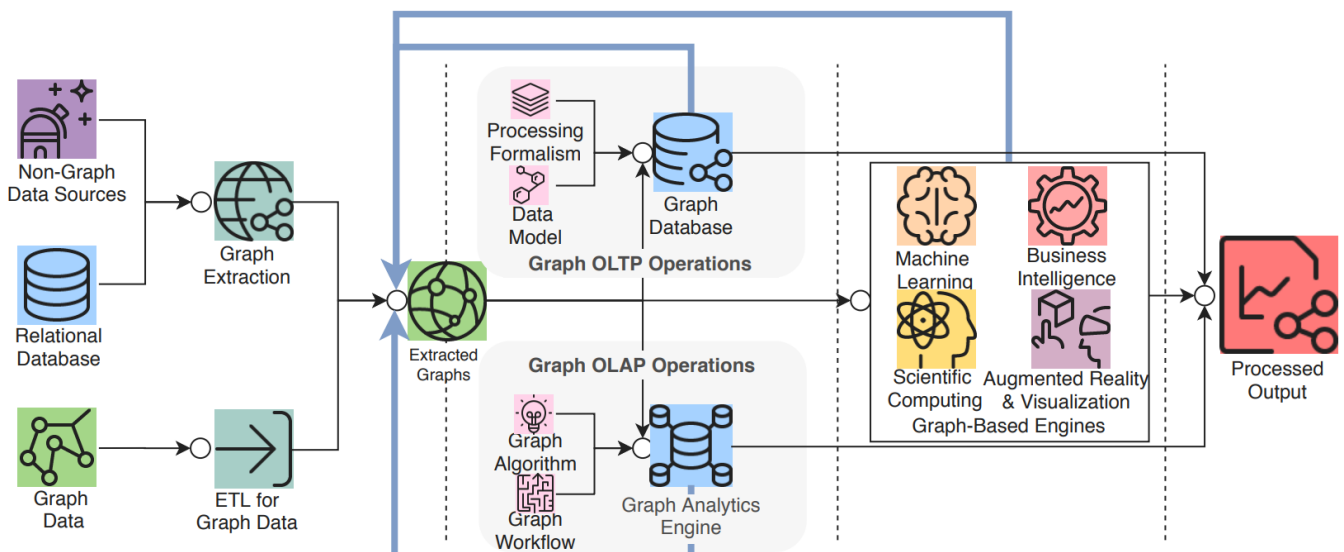 Non-Graph
Data Sources
Relational
Database
Graph
Data
Graph
Extraction
ETL for
Graph Data
Extracted
Graphs
Processing
Formalism
Data
Model
Graph
Database
Graph OLTP Operations
Graph OLAP Operations
Graph
Algorithm
Graph
Workflow
Graph Analytics
Engine
Machine
Learning
Business
Intelligence
Scientific
Computing
Augmented Reality
& Visualization
Graph-Based Engines
Processed
Output